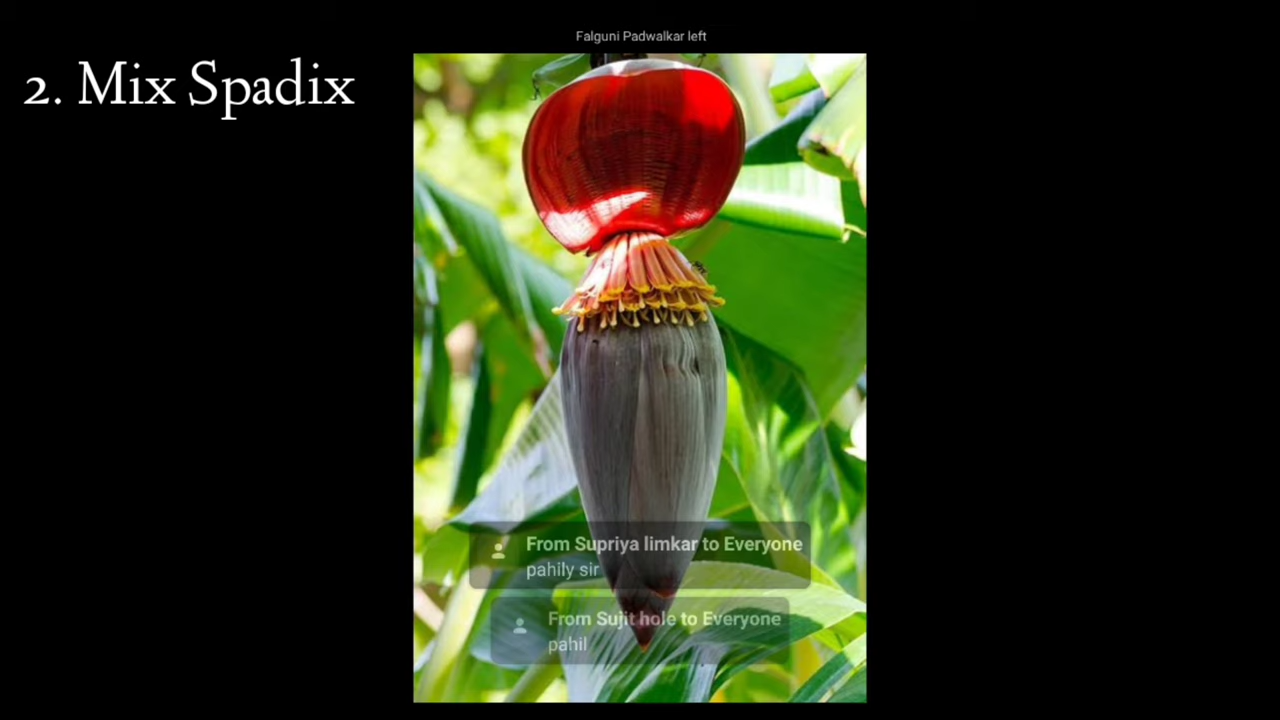 Falguni Padwalkar left
2. Mix Spadix
From Supriya limkar to Everyone
pahily sir
From Sujit hole to Everyone
pahil